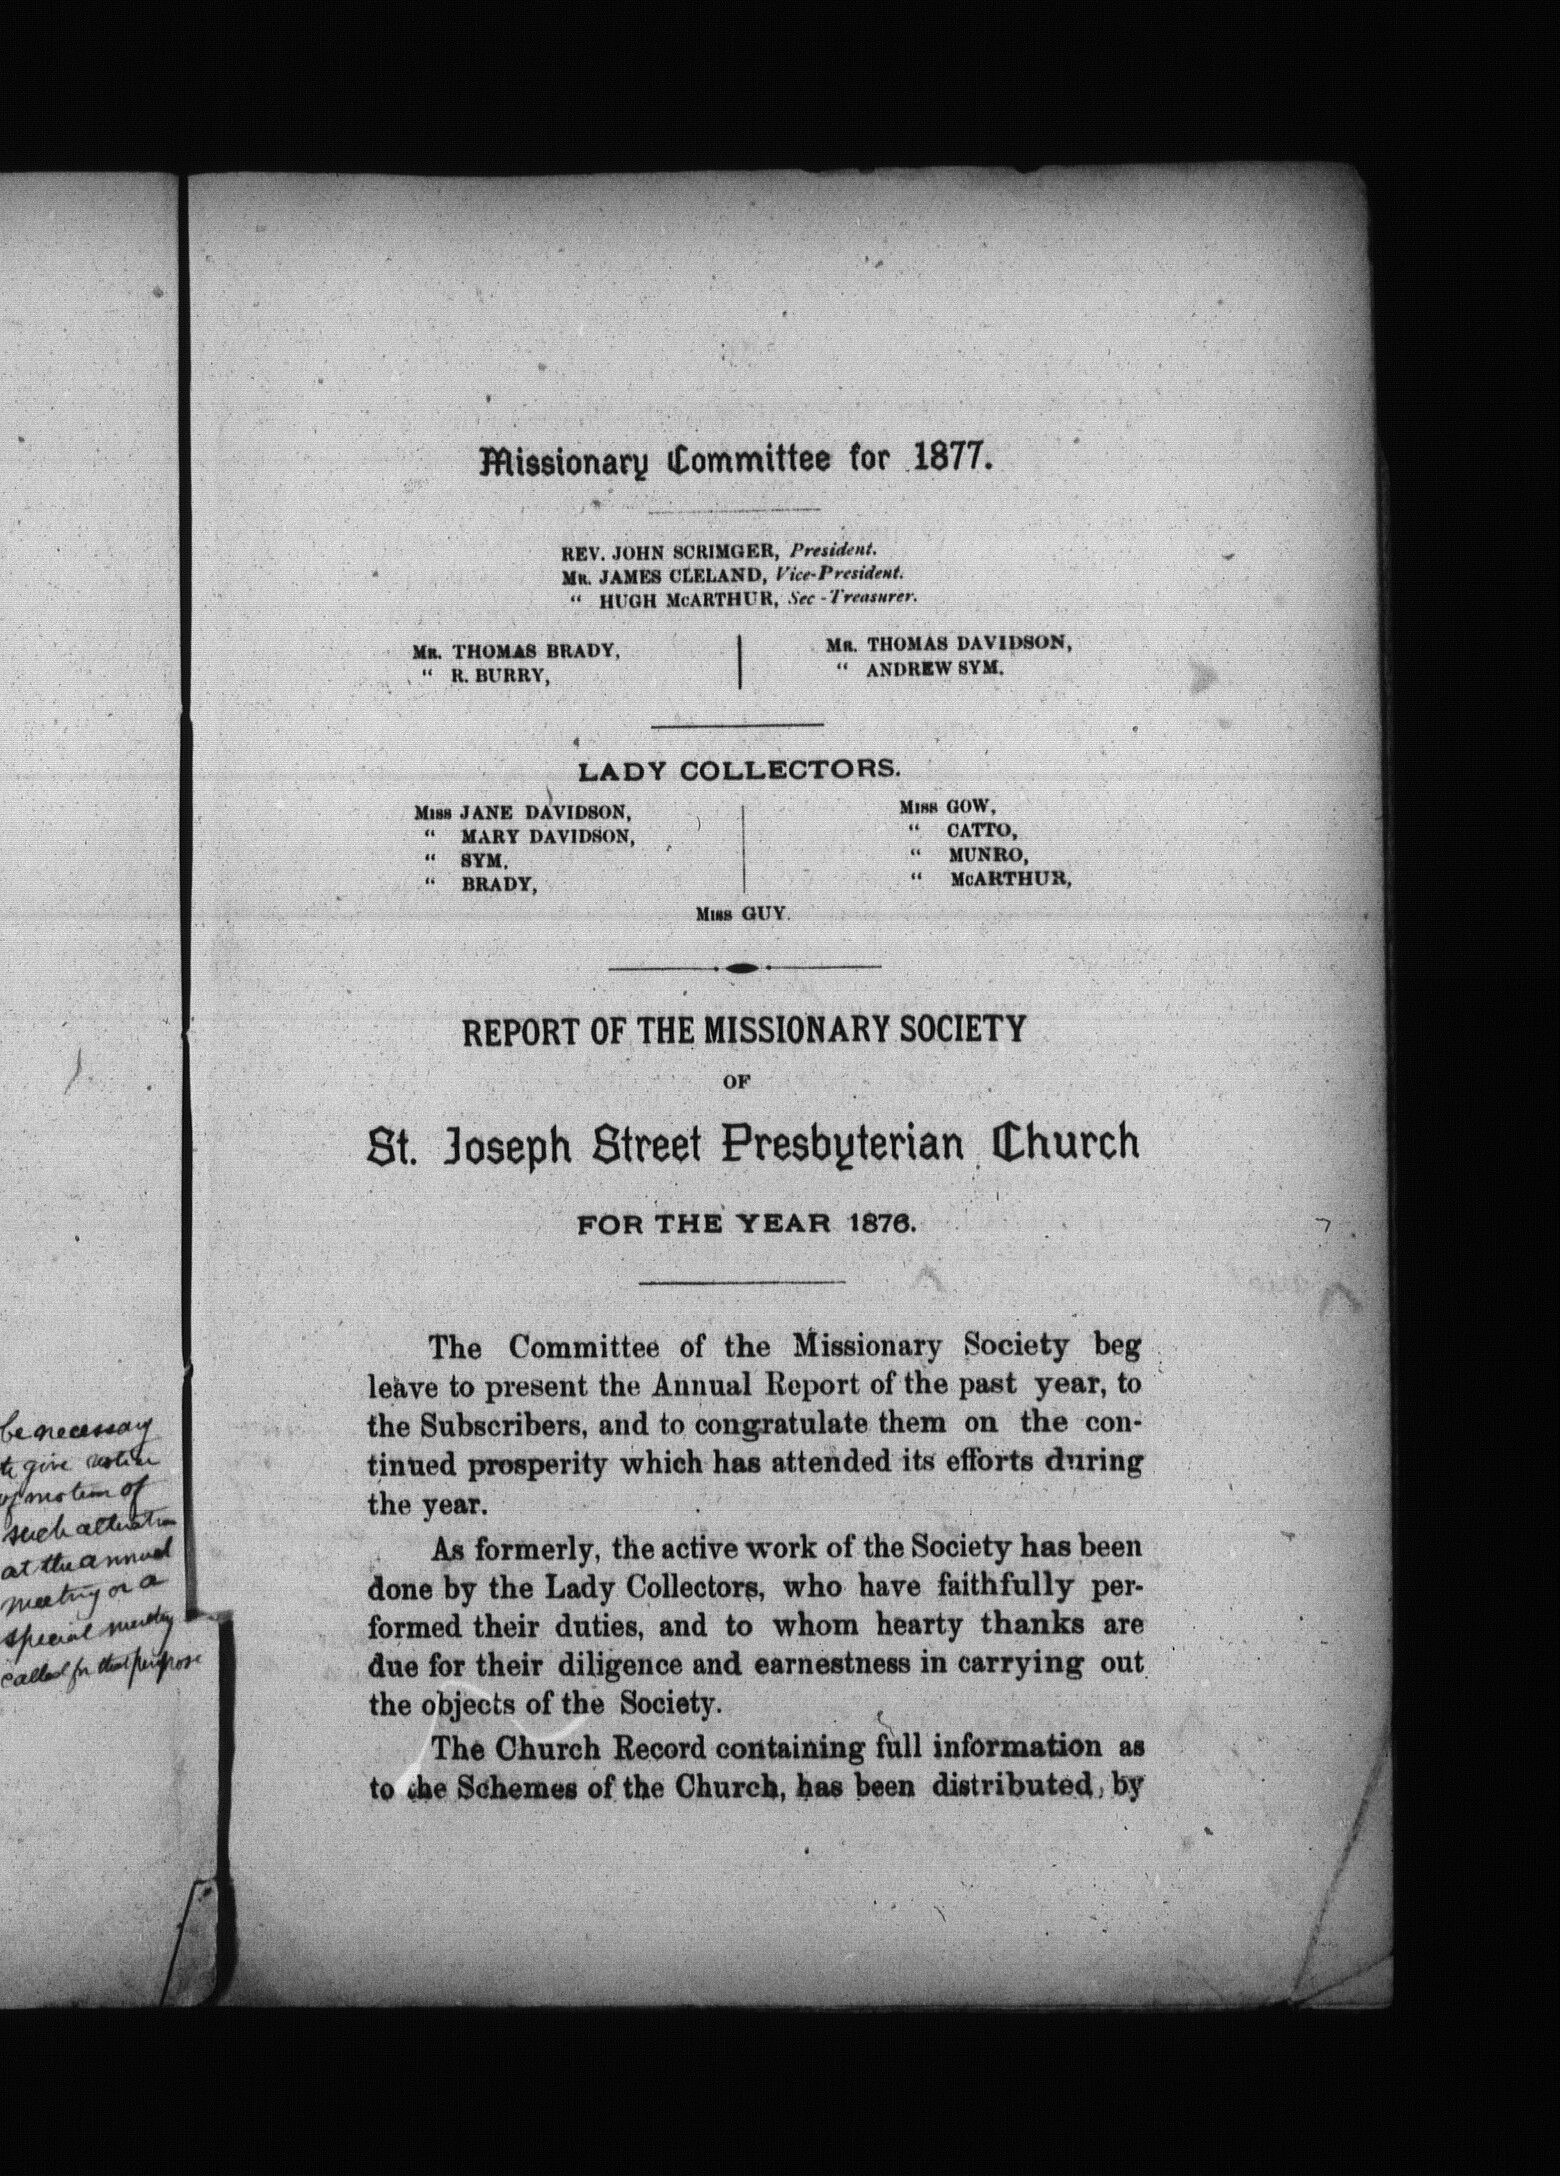 be necessary
to give notice
of motion of
such alteration
at the annual
meeting or a
special meeting
called for that purpose
Missionary Committee for 1877.
REV. JOHN SCRIMGER, President.
MR. JAMES CLELAND, Vice-President.
“ HUGH McARTHUR, Sec-Treasurer.
MR. THOMAS BRADY,
“ R. BURRY,
MR. THOMAS DAVIDSON,
“ ANDREW SYM.
LADY COLLECTORS.
MISS JANE DAVIDSON,
“ MARY DAVIDSON,
“ SYM.
“ BRADY,
MISS GOW,
“ CATTO,
“ MUNRO,
“ McARTHUR,
MISS GUY.
REPORT OF THE MISSIONARY SOCIETY
OF
St. Joseph Street Presbyterian Church
FOR THE YEAR 1876.
The Committee of the Missionary Society beg
leave to present the Annual Report of the past year, to
the Subscribers, and to congratulate them on the con-
tinued prosperity which has attended its efforts during
the year.
As formerly, the active work of the Society has been
done by the Lady Collectors, who have faithfully per-
formed their duties, and to whom hearty thanks are
due for their diligence and earnestness in carrying out
the objects of the Society.
The Church Record containing full information as
to the Schemes of the Church, has been distributed, by